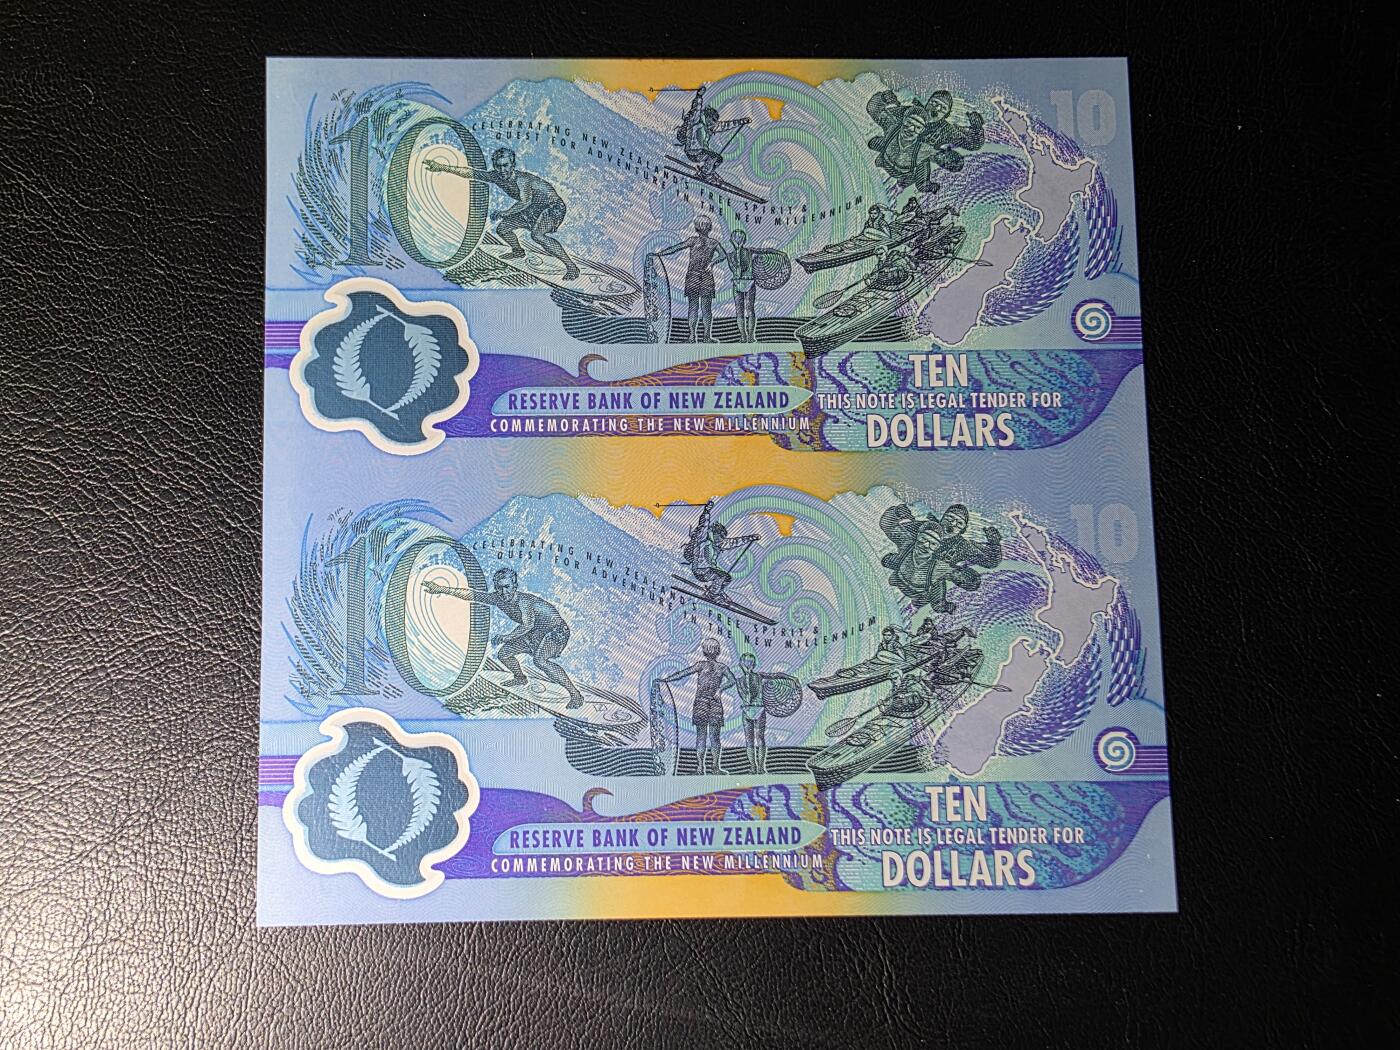 10
10
CELEBRATING NEW ZEALAND'S FREE SPIRIT &
QUEST FOR ADVENTURE IN THE NEW MILLENNIUM
RESERVE BANK OF NEW ZEALAND
COMMEMORATING THE NEW MILLENNIUM
TEN
THIS NOTE IS LEGAL TENDER FOR
DOLLARS
10
10
CELEBRATING NEW ZEALAND'S FREE SPIRIT &
QUEST FOR ADVENTURE IN THE NEW MILLENNIUM
RESERVE BANK OF NEW ZEALAND
COMMEMORATING THE NEW MILLENNIUM
TEN
THIS NOTE IS LEGAL TENDER FOR
DOLLARS